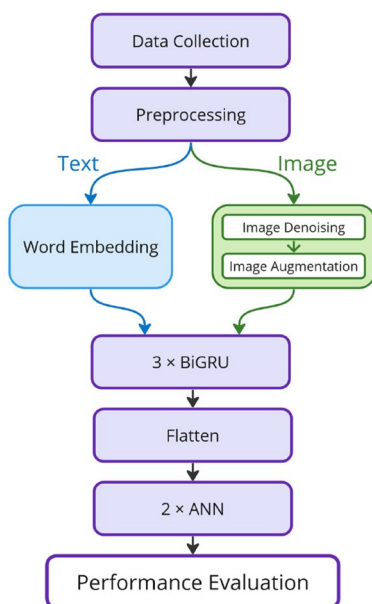 Data Collection
Preprocessing
Text
Image
Word Embedding
Image Denoising
Image Augmentation
3 × BiGRU
Flatten
2 × ANN
Performance Evaluation